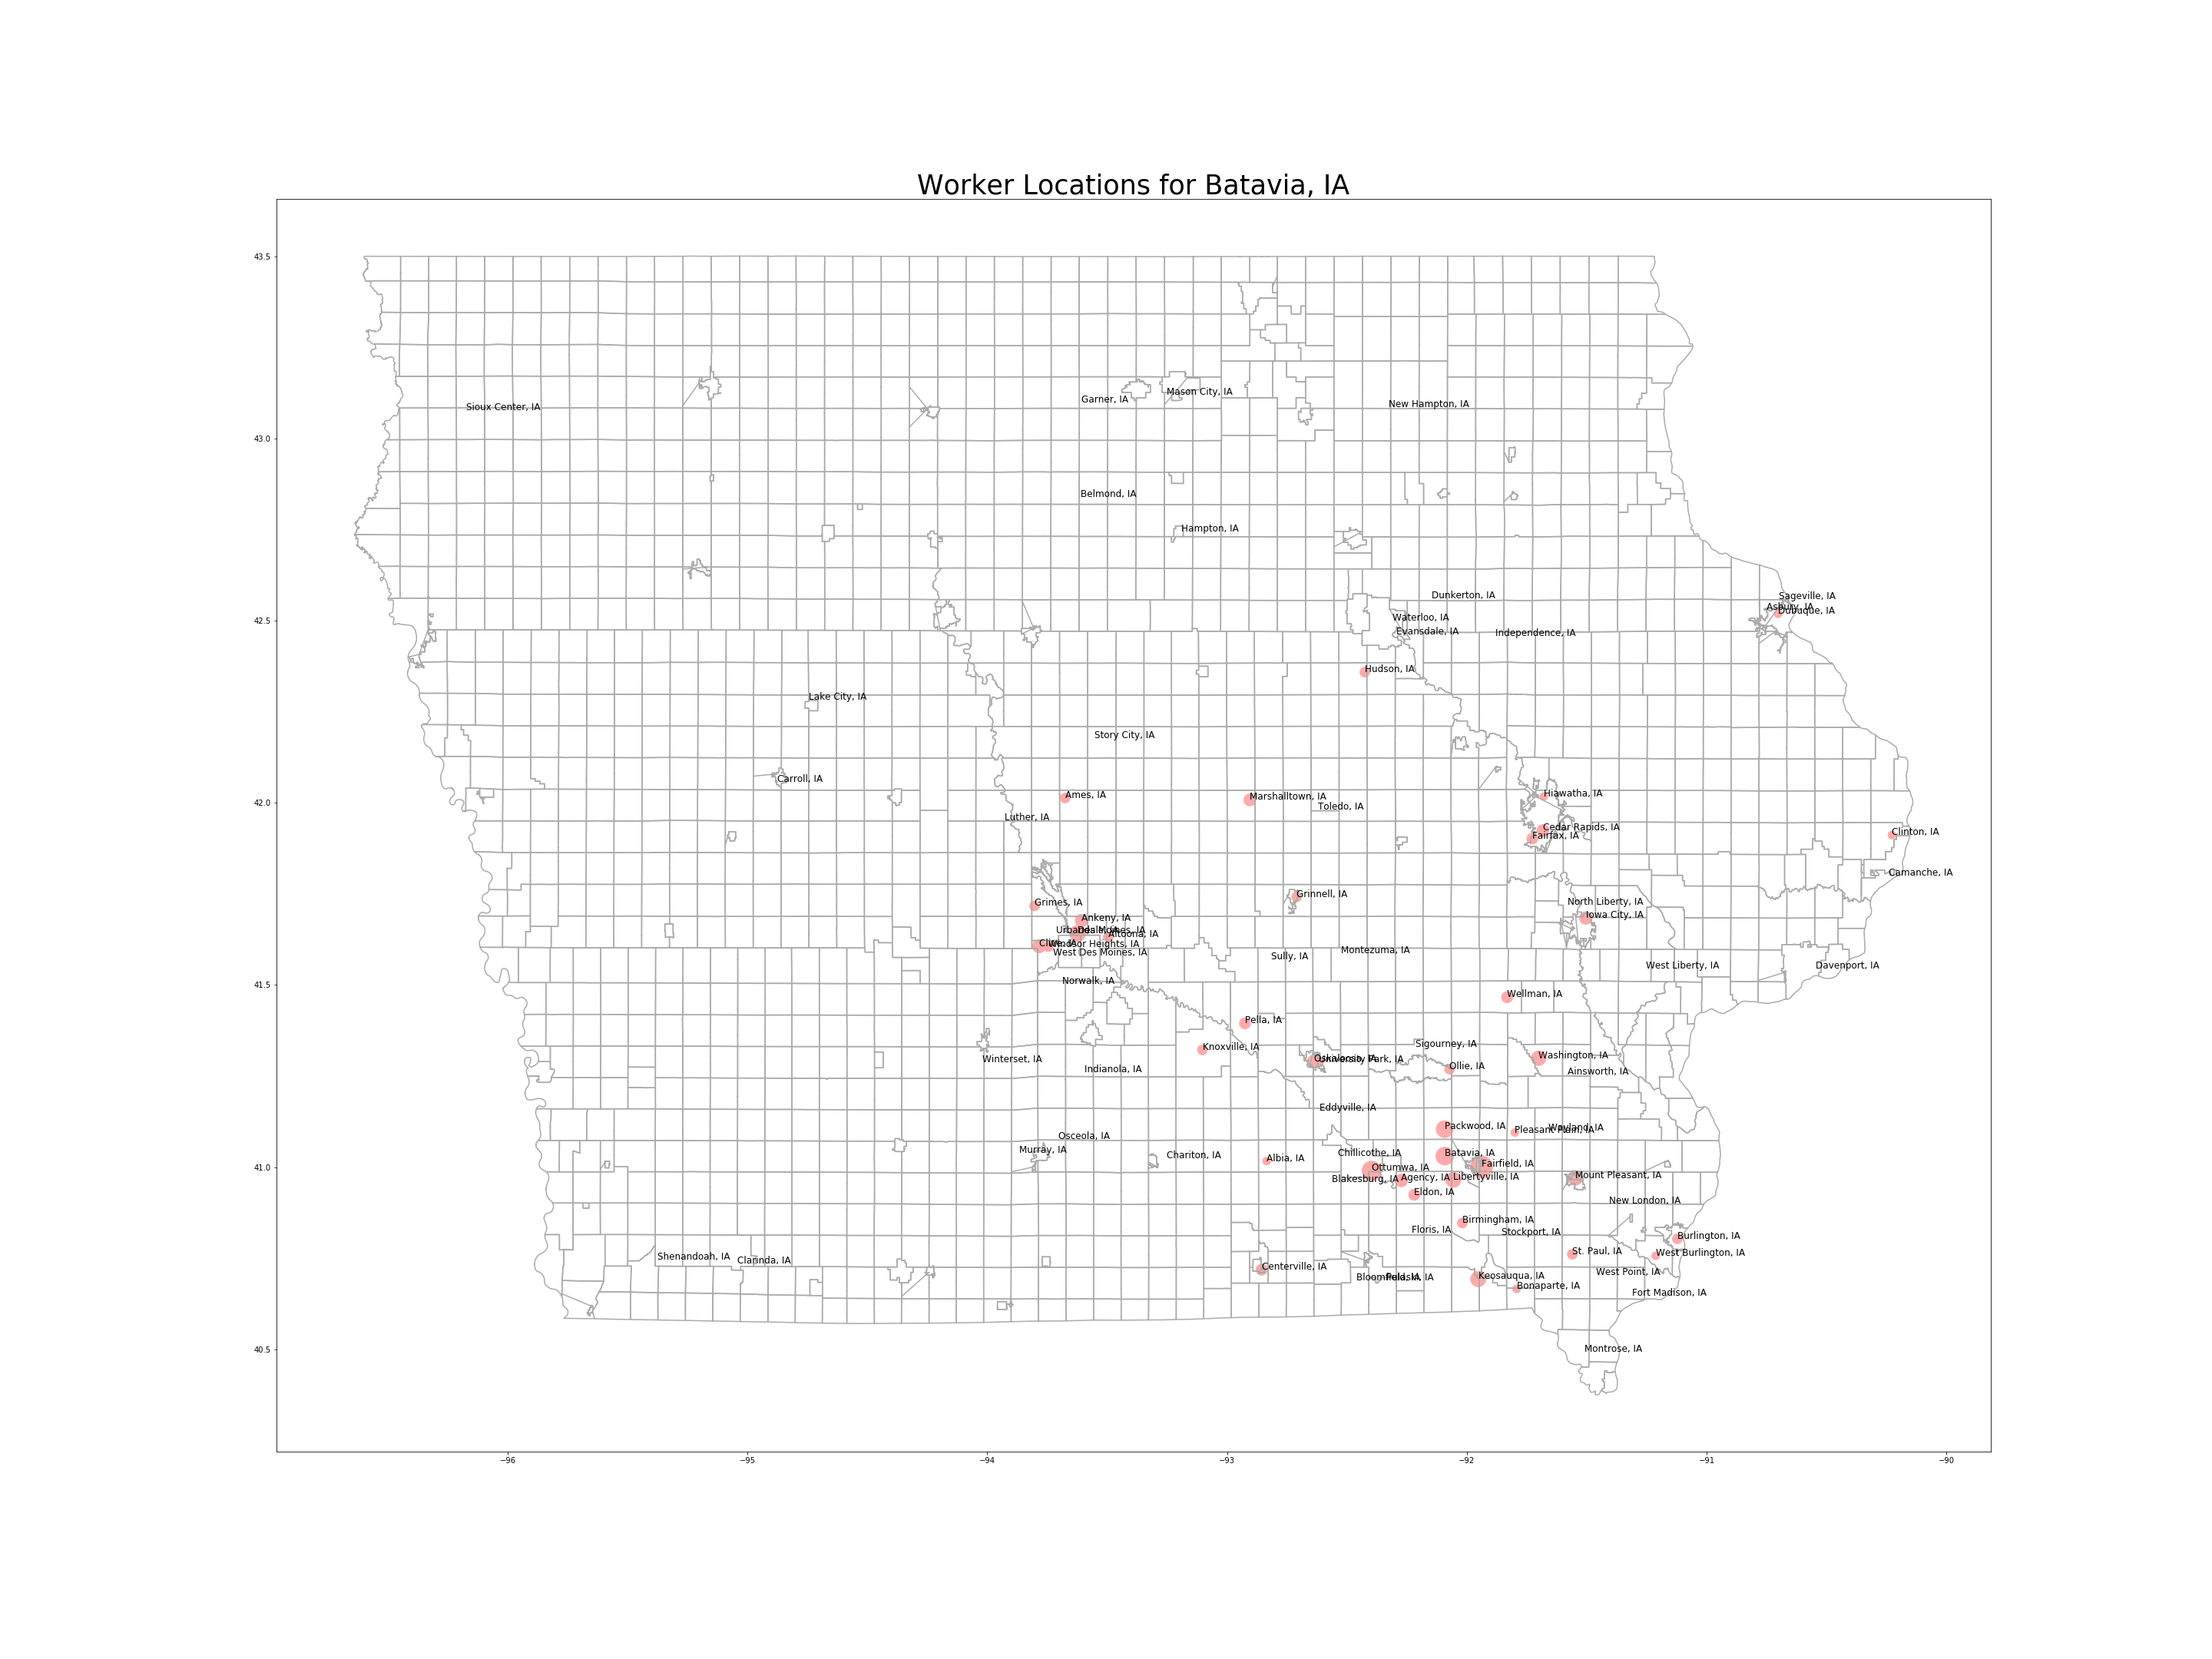 Worker Locations for Batavia, IA
43.5
Sioux Center, IA
Garner, IA
Mason City, IA
New Hampton, IA
43.0
Belmond, IA
Hampton, IA
Dunkerton, IA
Sageville, IA
Asbury, IA
Dubuque, IA
42.5
Waterloo, IA
Evansdale, IA
Independence, IA
Hudson, IA
Lake City, IA
Story City, IA
Carroll, IA
42.0
Ames, IA
Marshalltown, IA
Toledo, IA
Hiawatha, IA
Luther, IA
Cedar Rapids, IA
Fairfax, IA
Clinton, IA
Camanche, IA
Grinnell, IA
Grimes, IA
North Liberty, IA
Iowa City, IA
Ankeny, IA
Urbandale, IA
Des Moines, IA
Altoona, IA
Clive, IA
Windsor Heights, IA
West Des Moines, IA
Montezuma, IA
Sully, IA
West Liberty, IA
Davenport, IA
41.5
Norwalk, IA
Wellman, IA
Pella, IA
Knoxville, IA
Sigourney, IA
Winterset, IA
Oskaloosa, IA
University Park, IA
Washington, IA
Indianola, IA
Ollie, IA
Ainsworth, IA
Eddyville, IA
Packwood, IA
Pleasant Plain, IA
Wayland, IA
Osceola, IA
41.0
Murray, IA
Chariton, IA
Albia, IA
Chillicothe, IA
Batavia, IA
Ottumwa, IA
Fairfield, IA
Blakesburg, IA
Agency, IA
Libertyville, IA
Mount Pleasant, IA
Eldon, IA
New London, IA
Birmingham, IA
Floris, IA
Stockport, IA
Burlington, IA
Shenandoah, IA
Clarinda, IA
St. Paul, IA
West Burlington, IA
Centerville, IA
Bloomfield, IA
Pulaski, IA
Keosauqua, IA
West Point, IA
Bonaparte, IA
Fort Madison, IA
40.5
Montrose, IA
−96
−95
−94
−93
−92
−91
−90